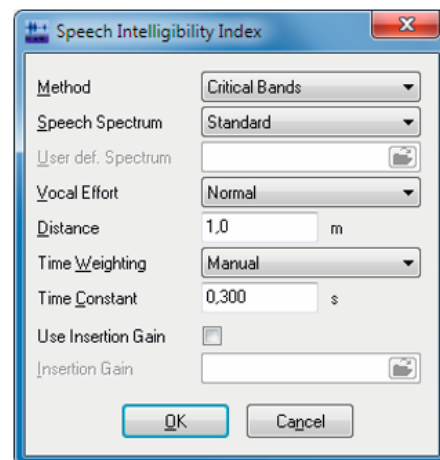 Speech Intelligibility Index
Method Critical Bands
Speech Spectrum Standard
User def. Spectrum
Vocal Effort Normal
Distance 1,0 m
Time Weighting Manual
Time Constant 0,300 s
Use Insertion Gain
Insertion Gain
OK Cancel